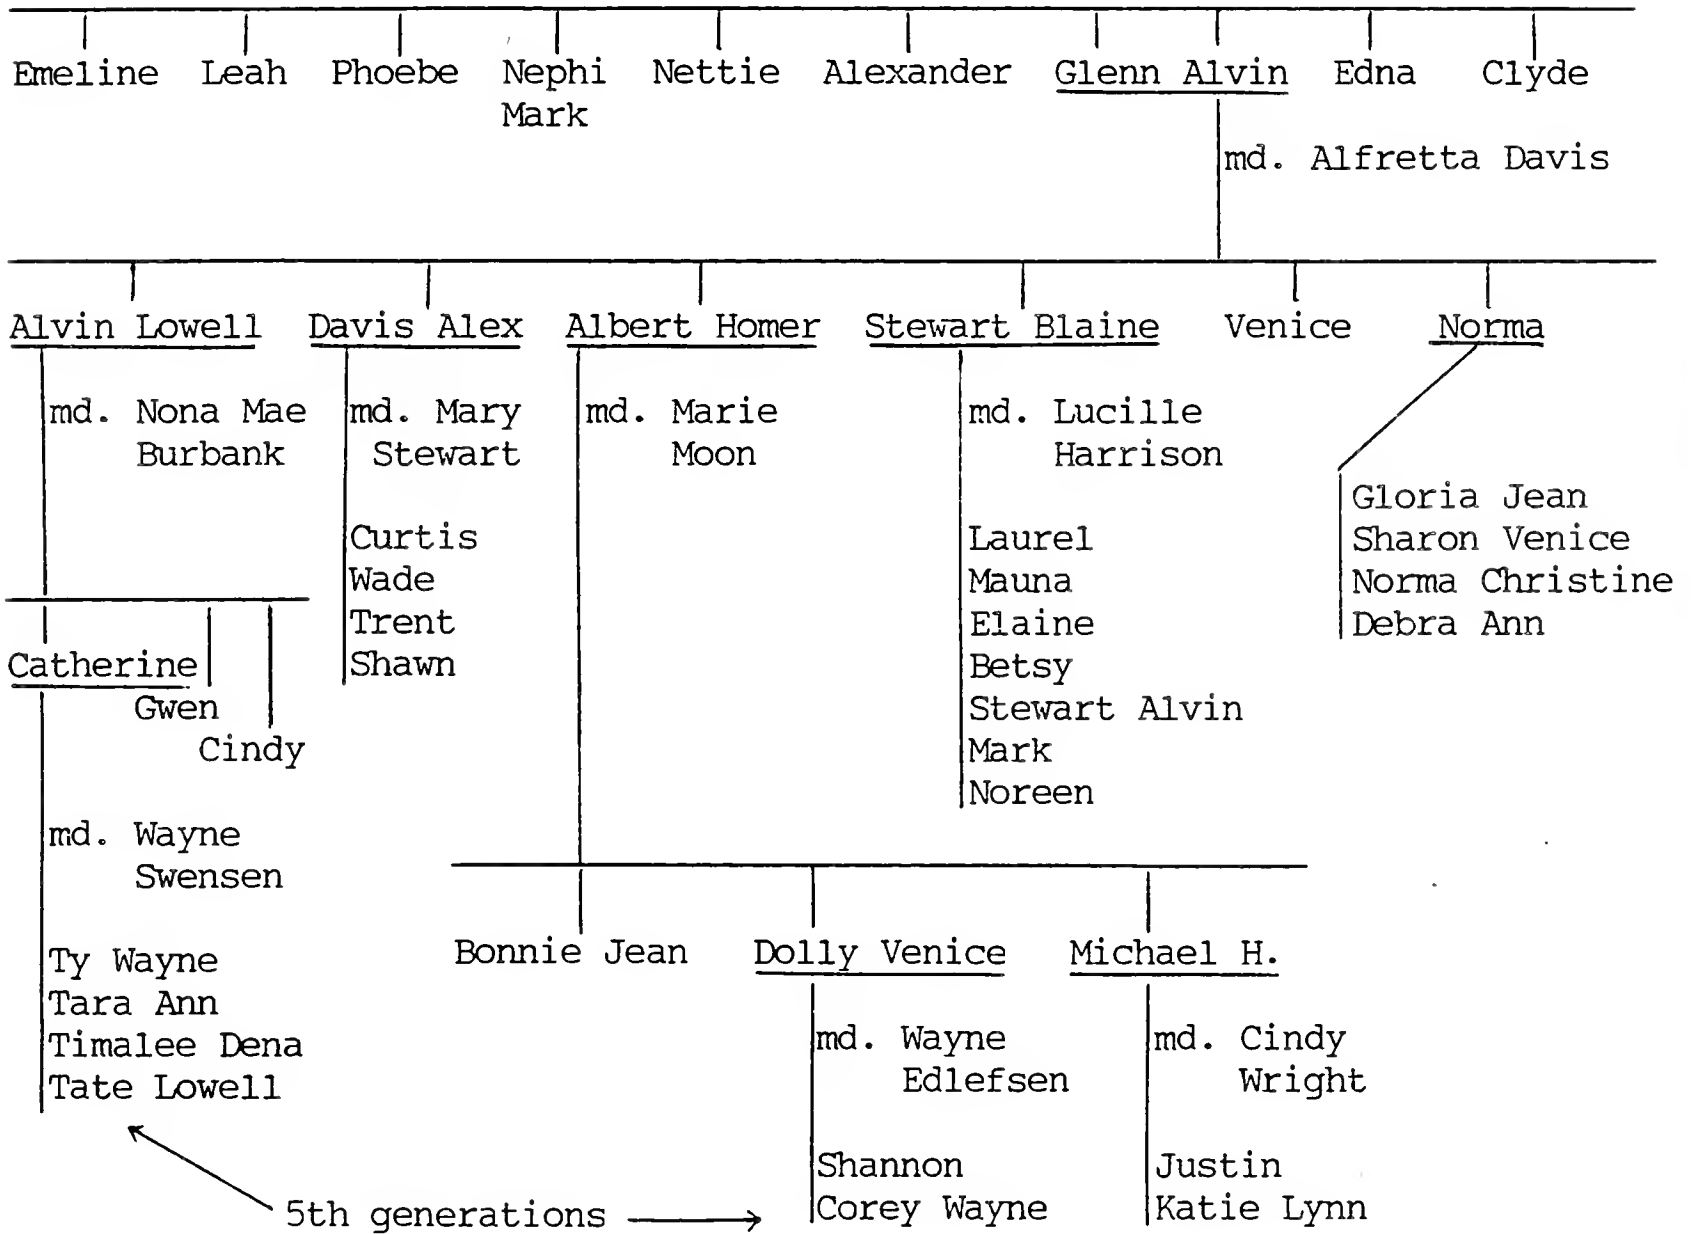 Emeline Leah Phoebe Nephi Nettie Alexander Glenn Alvin Edna Clyde
Mark
md. Alfretta Davis
Alvin Lowell Davis Alex Albert Homer Stewart Blaine Venice Norma
md. Nona Mae
Burbank
md. Mary
Stewart
md. Marie
Moon
md. Lucille
Harrison
Gloria Jean
Sharon Venice
Norma Christine
Debra Ann
Curtis
Wade
Trent
Shawn
Laurel
Mauna
Elaine
Betsy
Stewart Alvin
Mark
Noreen
Catherine
Gwen
Cindy
md. Wayne
Swensen
Ty Wayne
Tara Ann
Timalee Dena
Tate Lowell
Bonnie Jean Dolly Venice Michael H.
md. Wayne
Edlefsen
md. Cindy
Wright
Shannon
Corey Wayne
Justin
Katie Lynn
5th generations